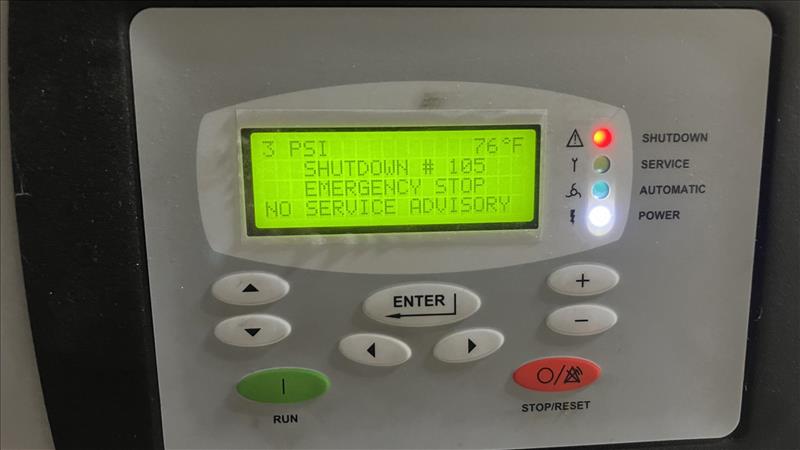 3 PSI 76°F
SHUTDOWN # 105
EMERGENCY STOP
NO SERVICE ADVISORY
SHUTDOWN
SERVICE
AUTOMATIC
POWER
ENTER
+
−
RUN
STOP/RESET